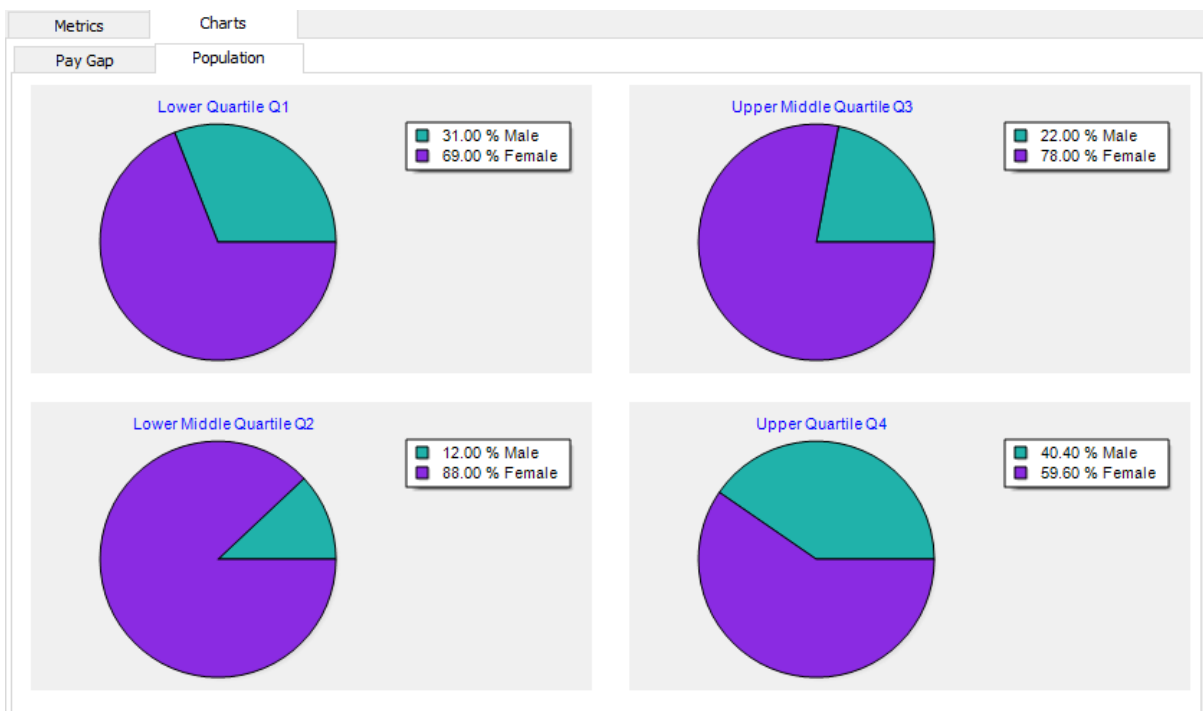 Metrics
Charts
Pay Gap
Population
Lower Quartile Q1
31.00 % Male
69.00 % Female
Upper Middle Quartile Q3
22.00 % Male
78.00 % Female
Lower Middle Quartile Q2
12.00 % Male
88.00 % Female
Upper Quartile Q4
40.40 % Male
59.60 % Female